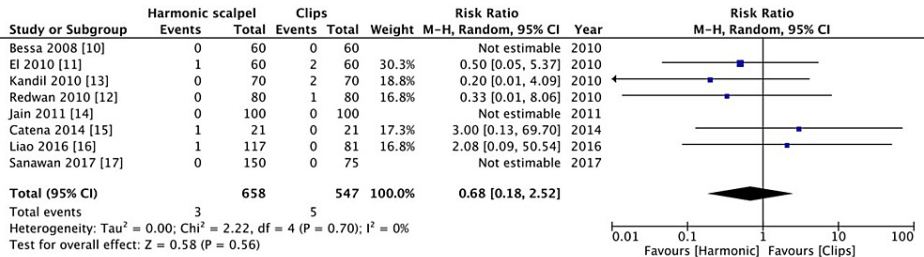 Harmonic scalpel Clips Risk Ratio Risk Ratio
Study or Subgroup Events Total Events Total Weight M-H, Random, 95% CI Year M-H, Random, 95% CI
Bessa 2008 [10] 0 60 0 60 Not estimable 2010
El 2010 [11] 1 60 2 60 30.3% 0.50 [0.05, 5.37] 2010
Kandil 2010 [13] 0 70 2 70 18.8% 0.20 [0.01, 4.09] 2010
Redwan 2010 [12] 0 80 1 80 16.8% 0.33 [0.01, 8.06] 2010
Jain 2011 [14] 0 100 0 100 Not estimable 2011
Catena 2014 [15] 1 21 0 21 17.3% 3.00 [0.13, 69.70] 2014
Liao 2016 [16] 1 117 0 81 16.8% 2.08 [0.09, 50.54] 2016
Sanawan 2017 [17] 0 150 0 75 Not estimable 2017
Total (95% CI) 658 547 100.0% 0.68 [0.18, 2.52]
Total events 3 5
Heterogeneity: Tau² = 0.00; Chi² = 2.22, df = 4 (P = 0.70); I² = 0%
Test for overall effect: Z = 0.58 (P = 0.56)
0.01 0.1 1 10 100
Favours [Harmonic] Favours [Clips]